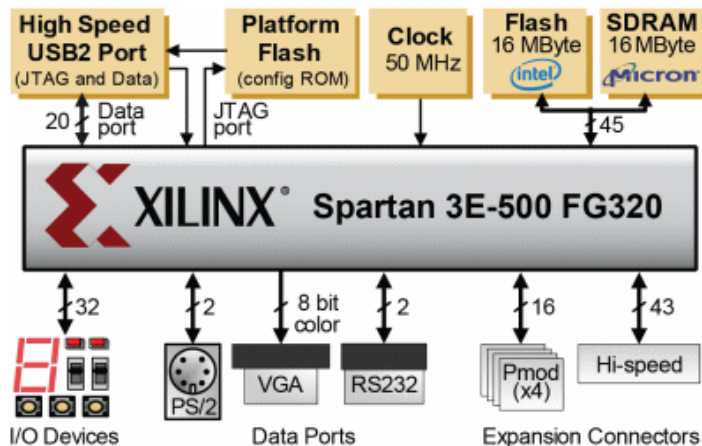 High Speed
USB2 Port
(JTAG and Data)
Platform
Flash
(config ROM)
Clock
50 MHz
Flash
16 MByte
intel
SDRAM
16 MByte
Micron
20
Data
port
JTAG
port
45
XILINX® Spartan 3E-500 FG320
32
2
8 bit
color
2
16
43
PS/2
VGA
RS232
Pmod
(x4)
Hi-speed
I/O Devices
Data Ports
Expansion Connectors